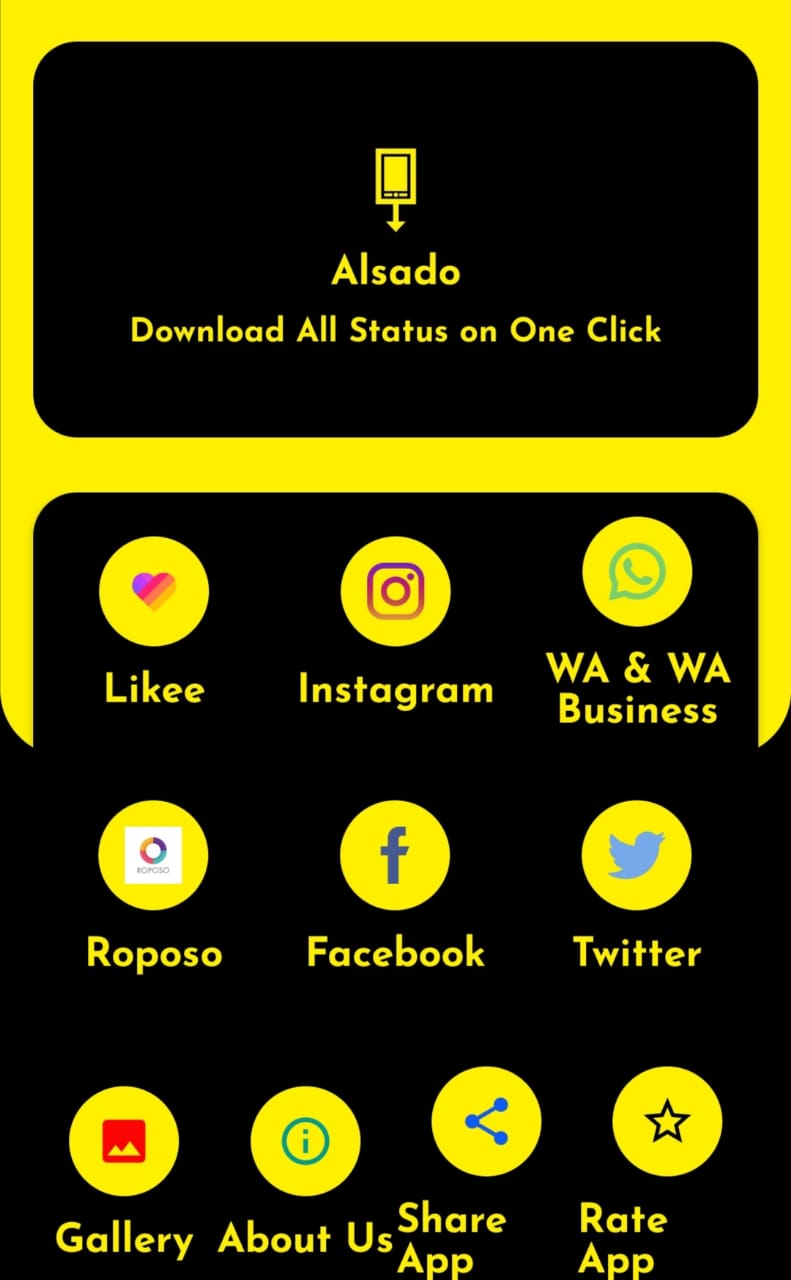 Alsado
Download All Status on One Click
Likee
Instagram
WA & WA
Business
ROPOSO
Roposo
Facebook
Twitter
Gallery
About Us
Share
App
Rate
App